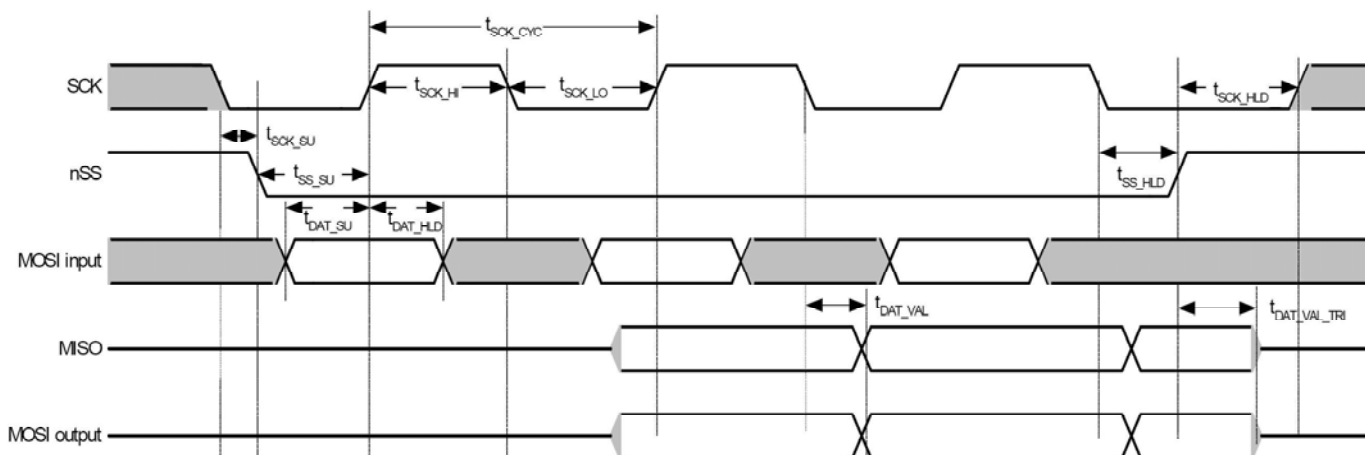 tSCK_CYC
SCK
tSCK_HI
tSCK_LO
tSCK_HLD
tSCK_SU
nSS
tSS_SU
tSS_HLD
tDAT_SU
tDAT_HLD
MOSI input
tDAT_VAL
tDAT_VAL_TRI
MISO
MOSI output